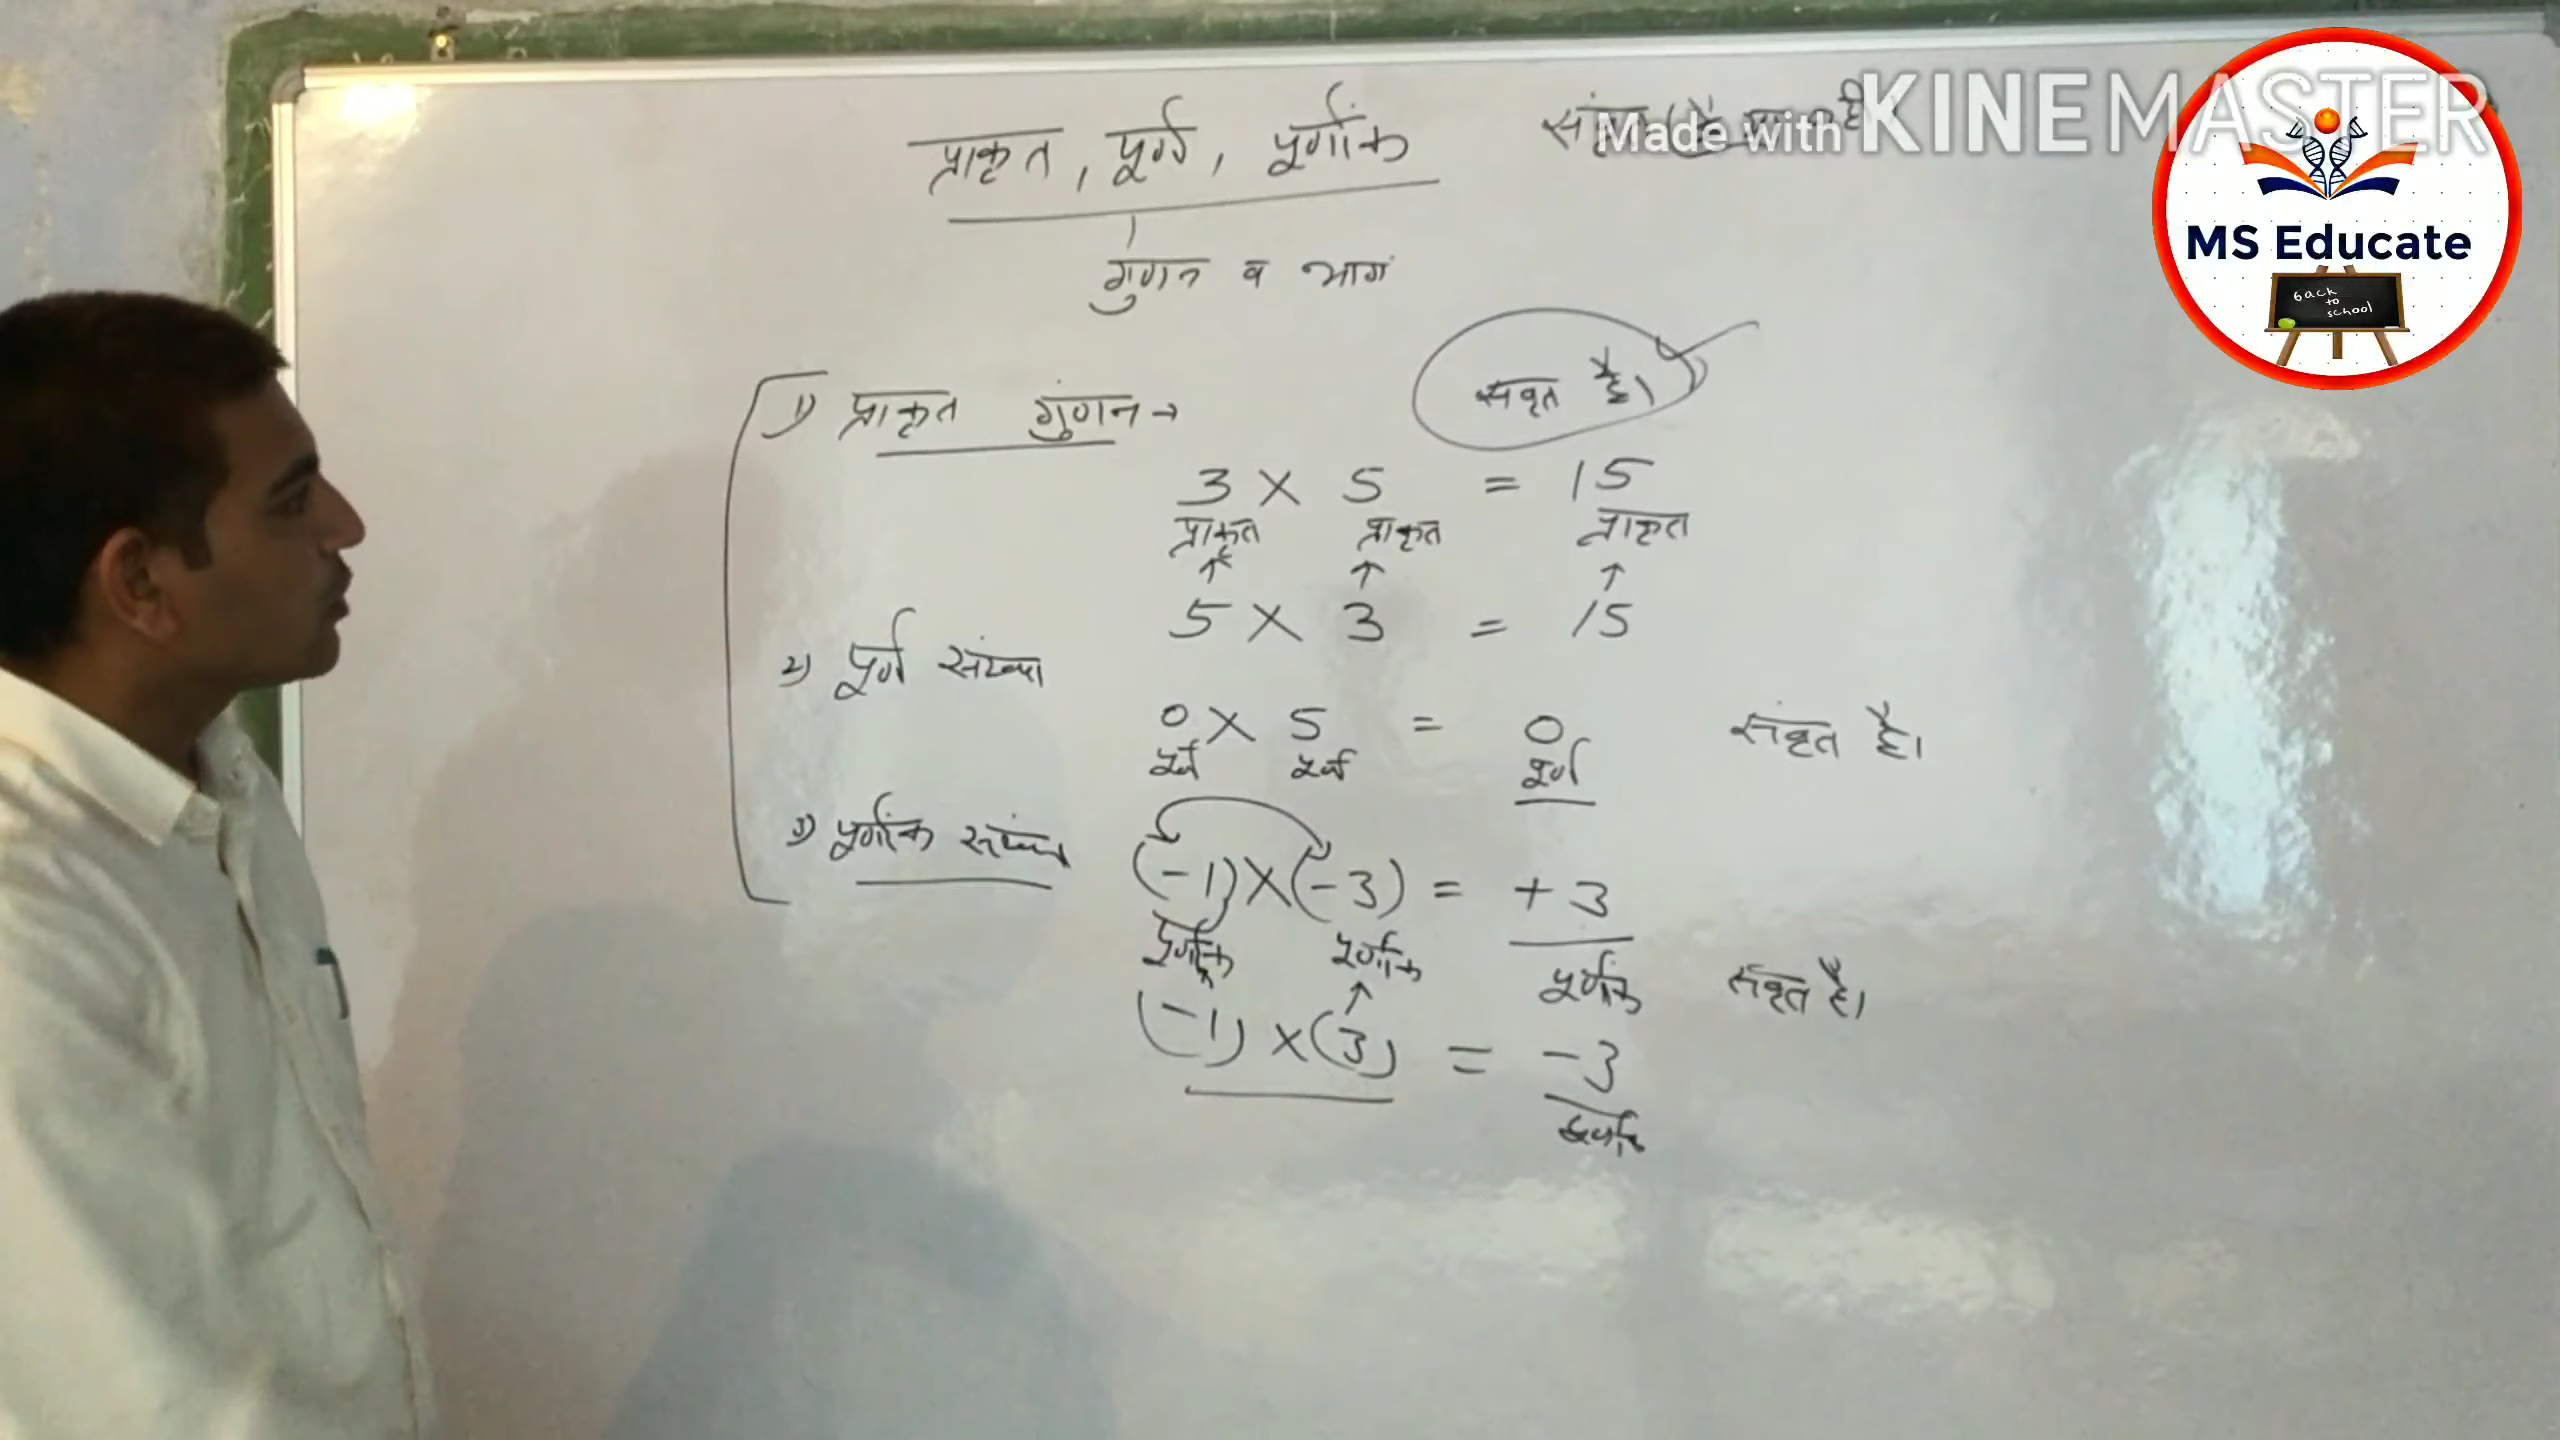 प्राकृत, पूर्ण, पूर्णांक
Made with KINEMASTER
MS Educate
Back
to
school
गुणन व भाग
1) प्राकृत गुणन →
संवृत है।
3 × 5 = 15
प्राकृत प्राकृत प्राकृत
↑ ↑ ↑
5 × 3 = 15
2) पूर्ण संख्या
0 × 5 = 0 संवृत है।
पूर्ण पूर्ण पूर्ण
3) पूर्णांक संख्या (-1) × (-3) = +3
पूर्णांक पूर्णांक पूर्णांक संवृत है।
(-1) × (3) = -3
पूर्णांक